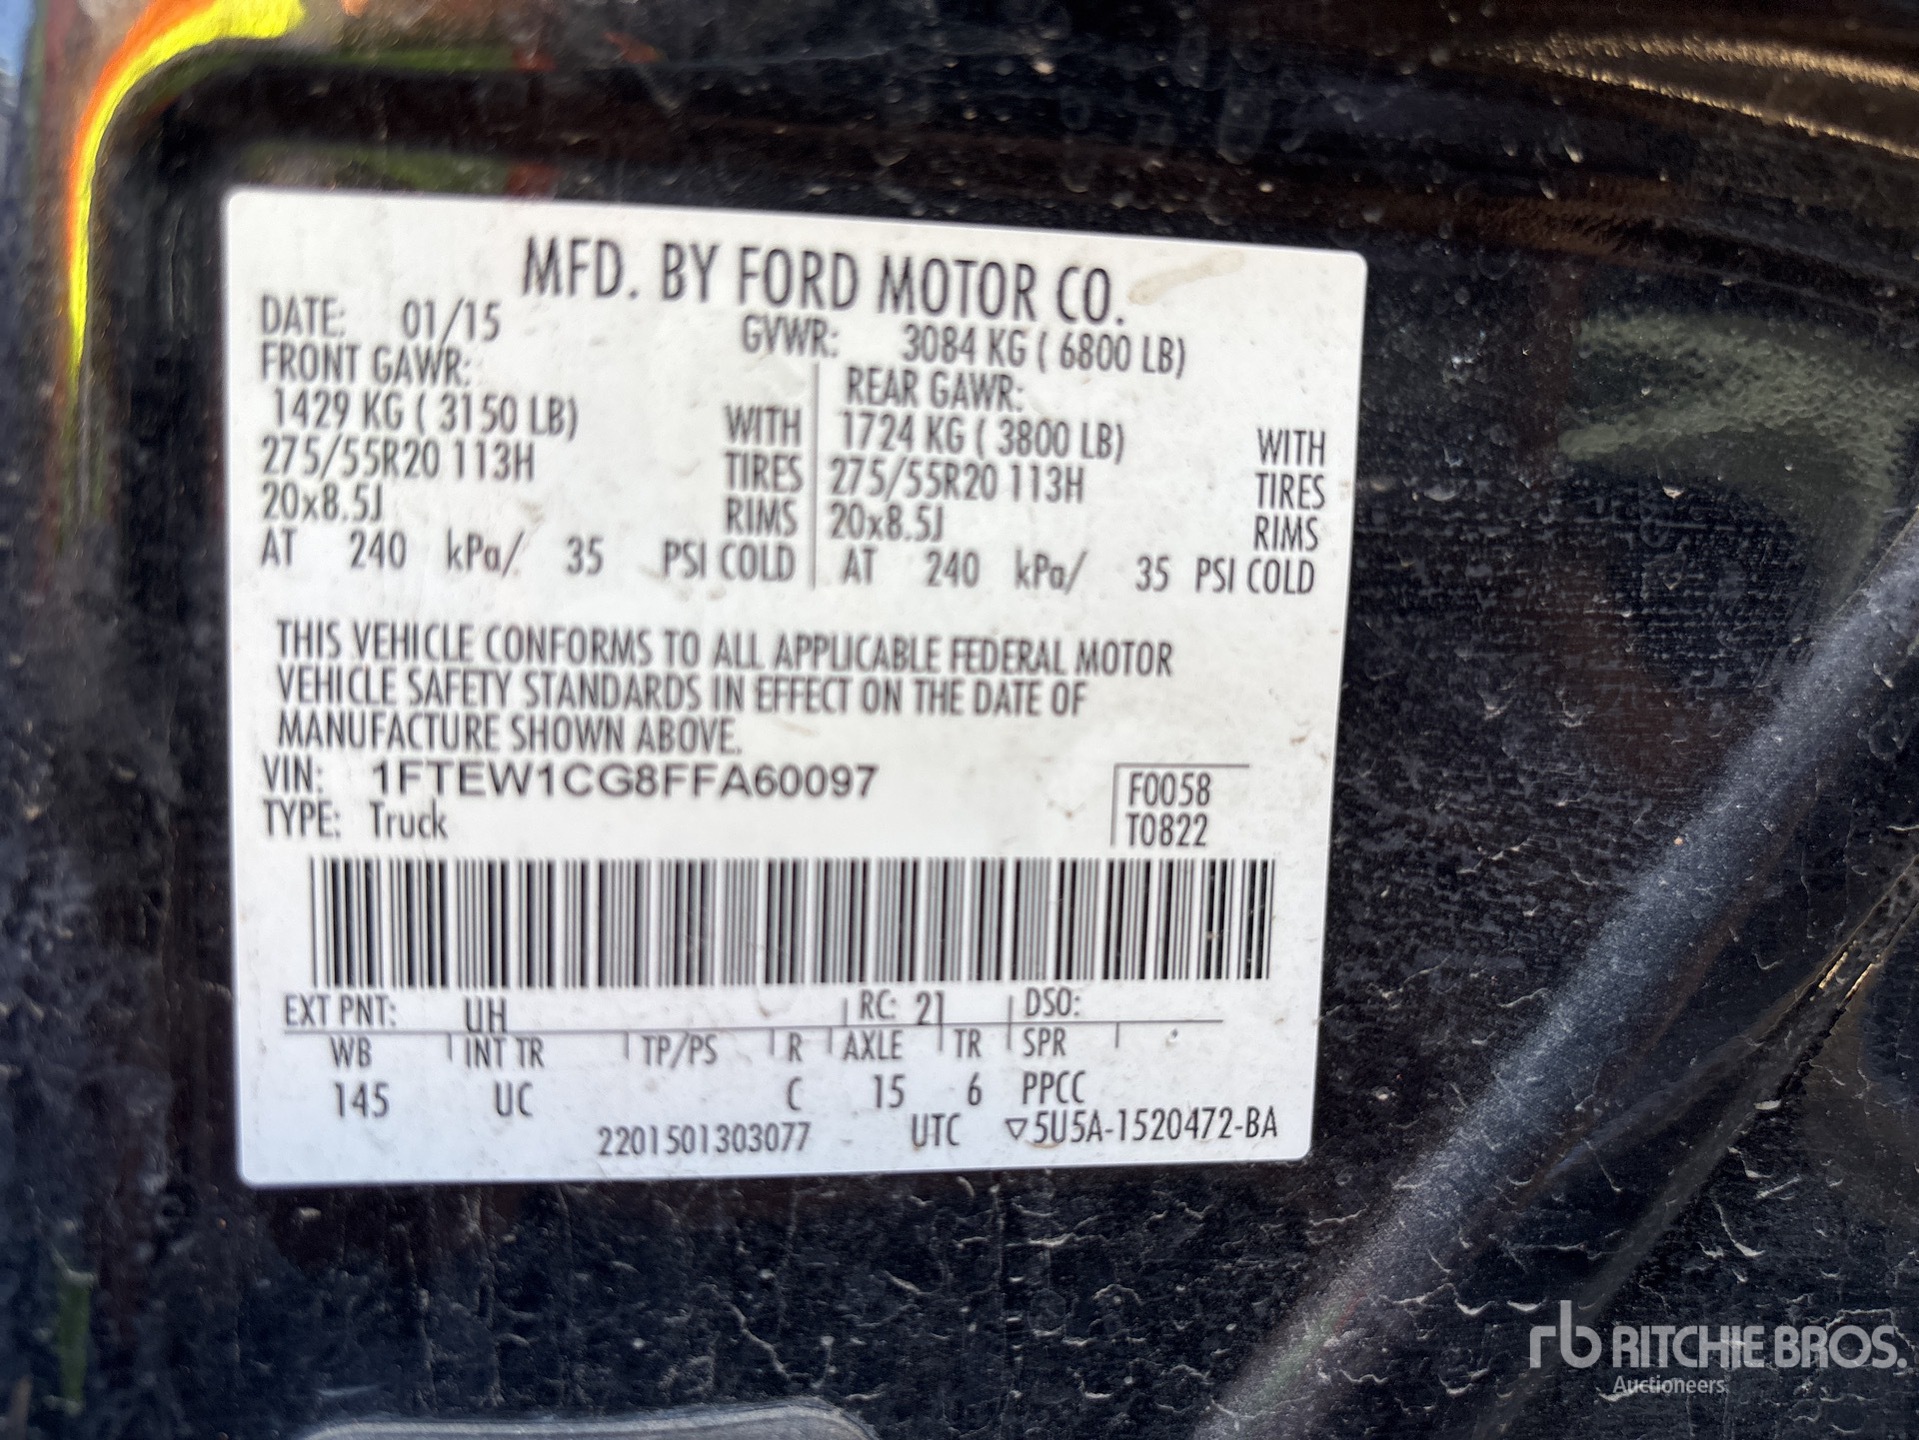 MFD. BY FORD MOTOR CO.
DATE: 01/15 GVWR: 3084 KG ( 6800 LB)
FRONT GAWR: REAR GAWR:
1429 KG ( 3150 LB) WITH 1724 KG ( 3800 LB) WITH
275/55R20 113H TIRES 275/55R20 113H TIRES
20x8.5J RIMS 20x8.5J RIMS
AT 240 kPa/ 35 PSI COLD AT 240 kPa/ 35 PSI COLD
THIS VEHICLE CONFORMS TO ALL APPLICABLE FEDERAL MOTOR
VEHICLE SAFETY STANDARDS IN EFFECT ON THE DATE OF
MANUFACTURE SHOWN ABOVE.
VIN: 1FTEW1CG8FFA60097 F0058
TYPE: Truck T0822
EXT PNT: UH RC: 21 DSO:
WB INT TR TP/PS R AXLE TR SPR
145 UC C 15 6 PPCC
2201501303077 UTC ▽5U5A-1520472-BA
rb RITCHIE BROS.
Auctioneers